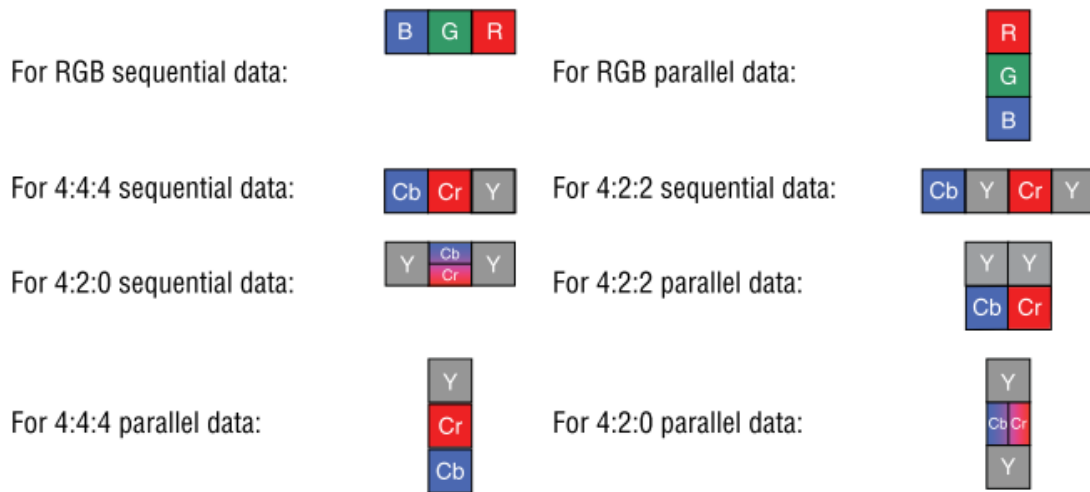 B G R
For RGB sequential data:
R
G
B
For RGB parallel data:
For 4:4:4 sequential data:
Cb Cr Y
For 4:2:2 sequential data:
Cb Y Cr Y
For 4:2:0 sequential data:
Y Cb Y
Cr
For 4:2:2 parallel data:
Y Y
Cb Cr
For 4:4:4 parallel data:
Y
Cr
Cb
For 4:2:0 parallel data:
Y
Cb Cr
Y